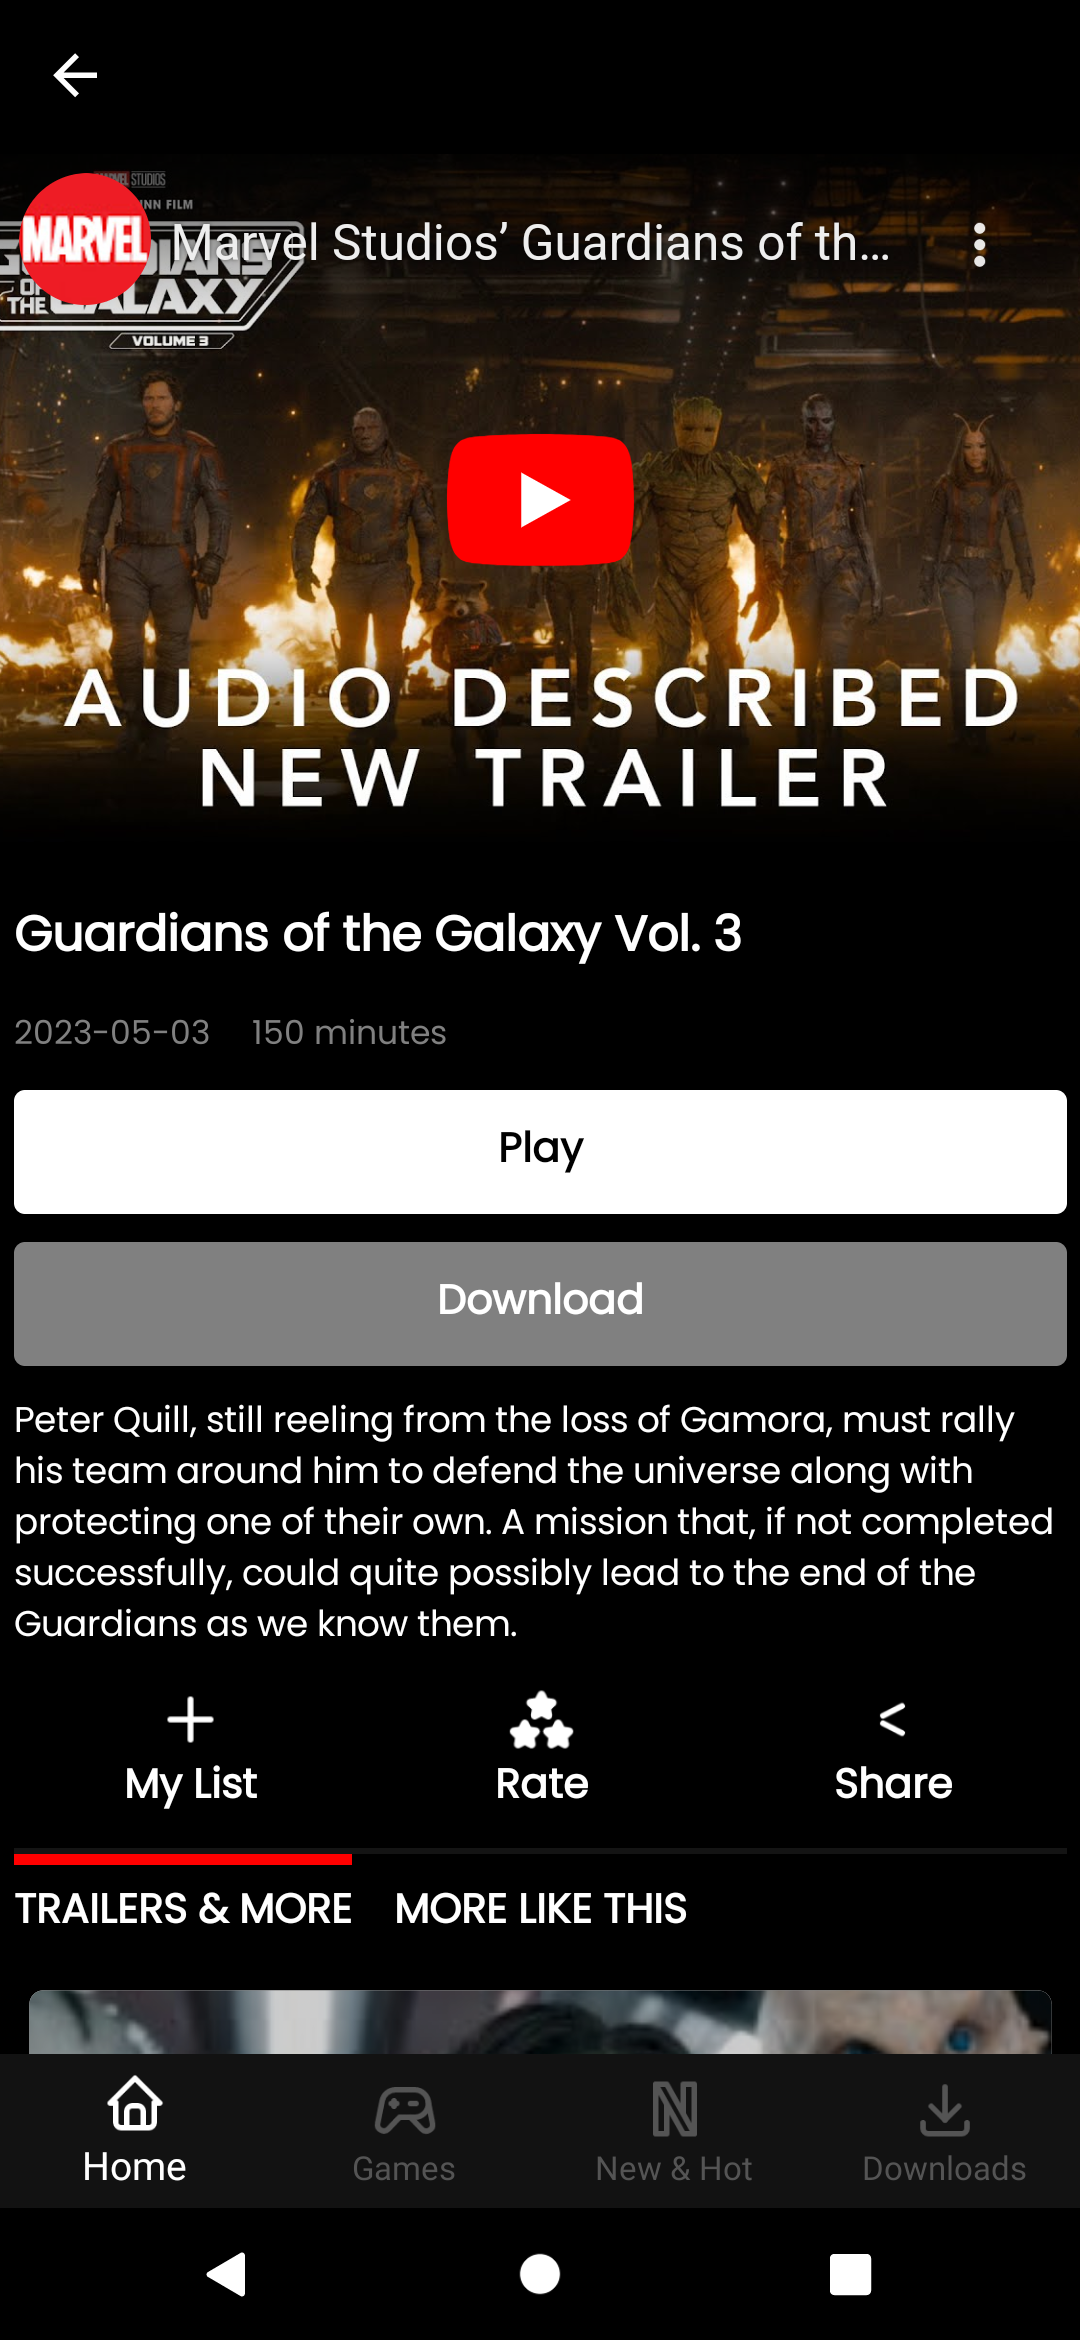 MARVEL STUDIOS
NN FILM
MARVEL
Marvel Studios’ Guardians of th...
OF
THE GALAXY
VOLUME 3
AUDIO DESCRIBED
NEW TRAILER
Guardians of the Galaxy Vol. 3
2023-05-03 150 minutes
Play
Download
Peter Quill, still reeling from the loss of Gamora, must rally
his team around him to defend the universe along with
protecting one of their own. A mission that, if not completed
successfully, could quite possibly lead to the end of the
Guardians as we know them.
My List
Rate
Share
TRAILERS & MORE
MORE LIKE THIS
Home
Games
New & Hot
Downloads